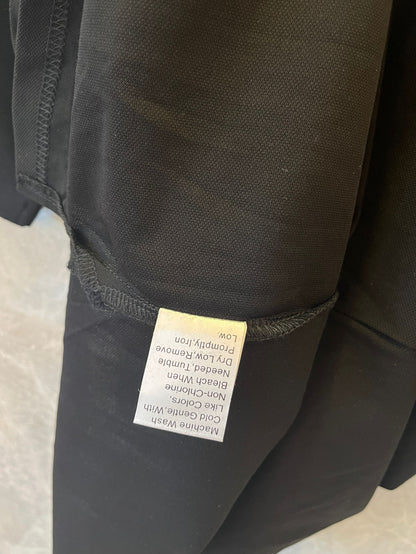 Machine Wash
Cold Gentle,With
Like Colors,
Non-Chlorine
Bleach When
Needed,Tumble
Dry Low,Remove
Promptly,Iron
Low